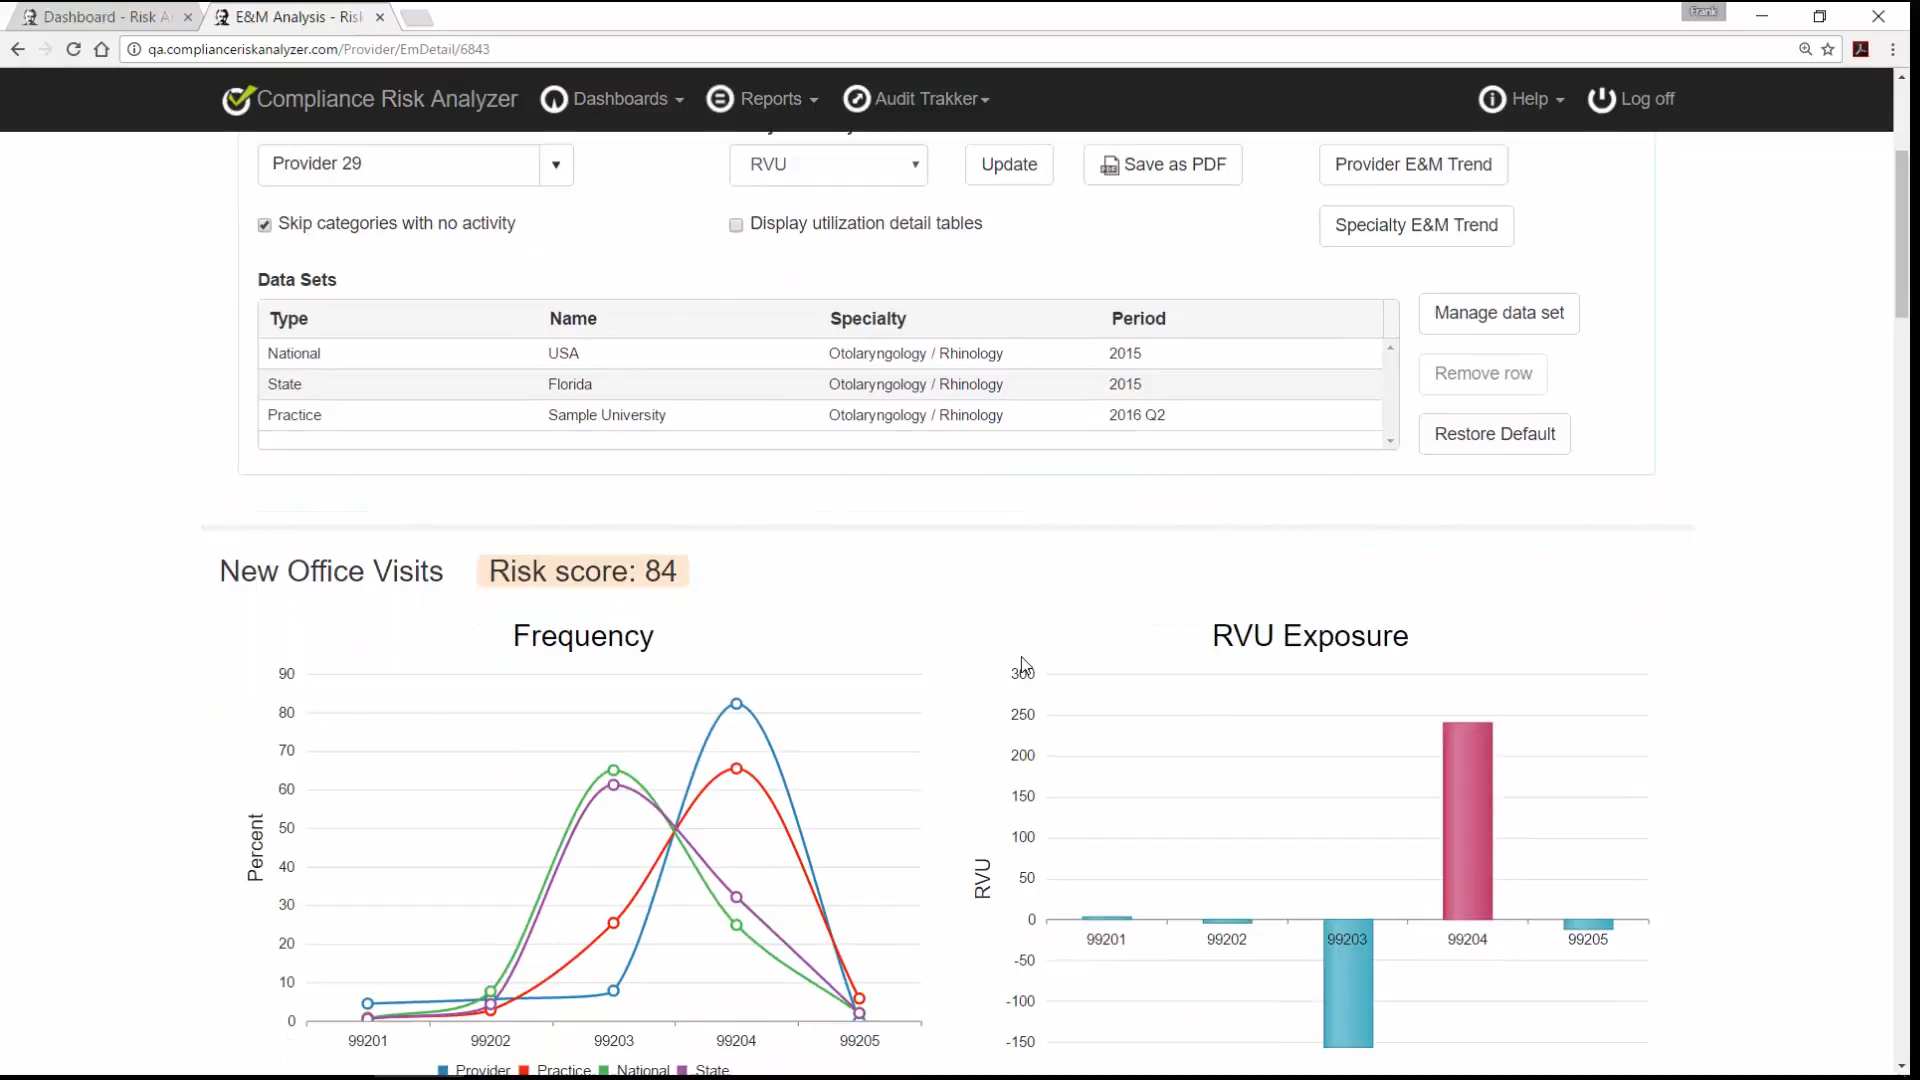 Dashboard - Risk A
E&M Analysis - Risk
Frank
qa.complianceriskanalyzer.com/Provider/EmDetail/6843
Compliance Risk Analyzer
Dashboards
Reports
Audit Trakker
Help
Log off
Provider 29
RVU
Update
Save as PDF
Provider E&M Trend
Skip categories with no activity
Display utilization detail tables
Specialty E&M Trend
Data Sets
Type Name Specialty Period
National USA Otolaryngology / Rhinology 2015
State Florida Otolaryngology / Rhinology 2015
Practice Sample University Otolaryngology / Rhinology 2016 Q2
Manage data set
Remove row
Restore Default
New Office Visits Risk score: 84
Frequency
90
80
70
60
50
40
30
20
10
0
Percent
99201 99202 99203 99204 99205
Provider Practice National State
RVU Exposure
300
250
200
150
100
50
0
-50
-100
-150
RVU
99201 99202 99203 99204 99205